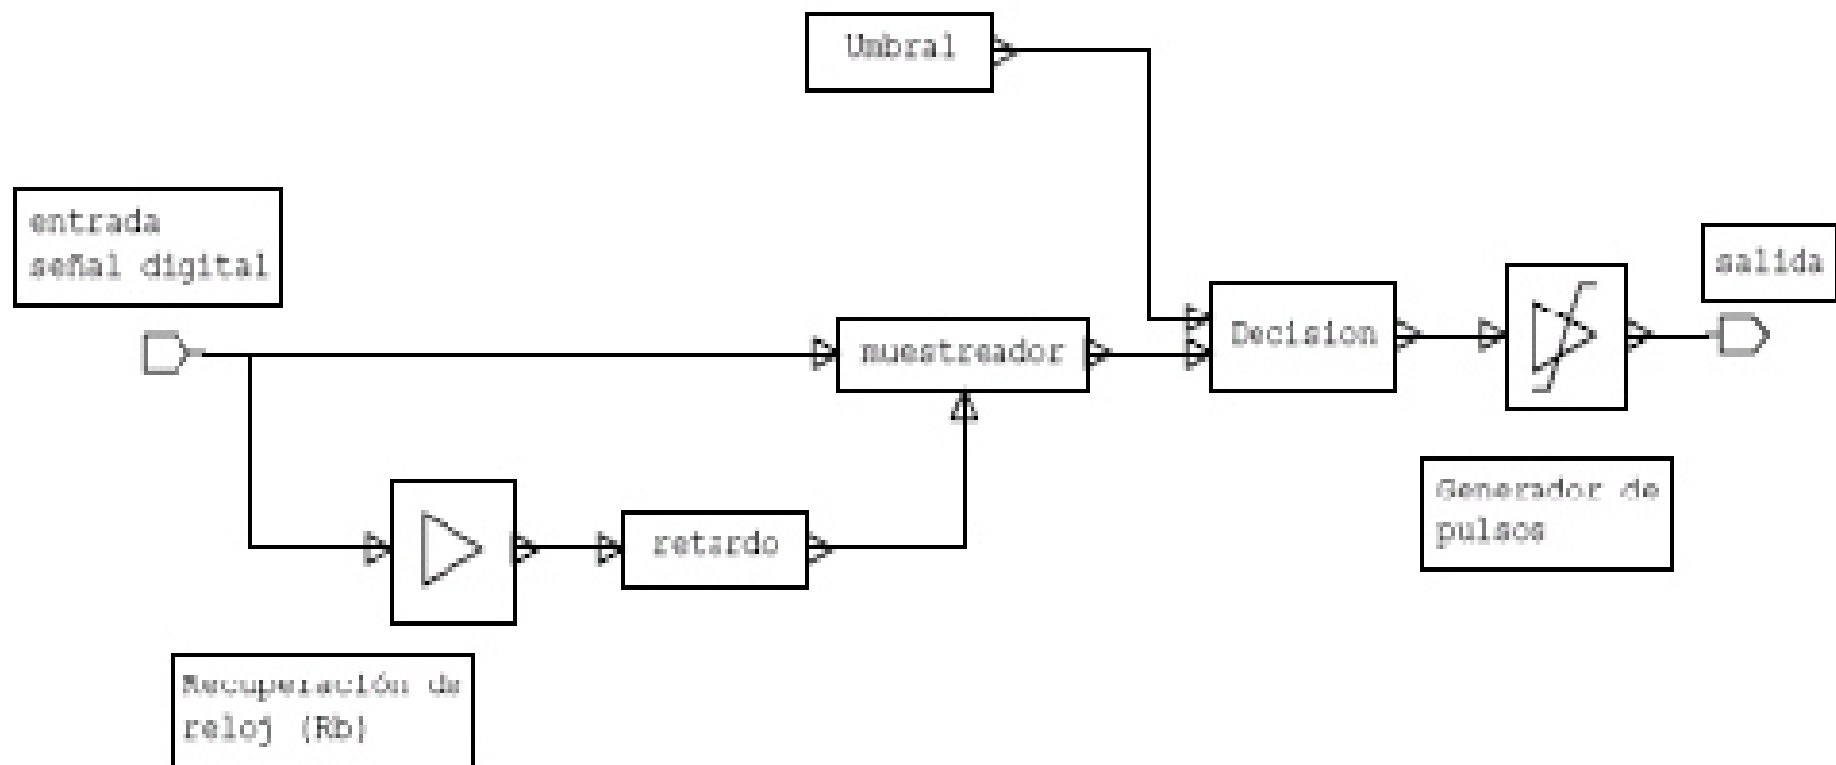 Umbral
entrada
señal digital
salida
muestreador
Decision
retardo
Generador de
pulsos
Recuperación de
reloj (Rb)